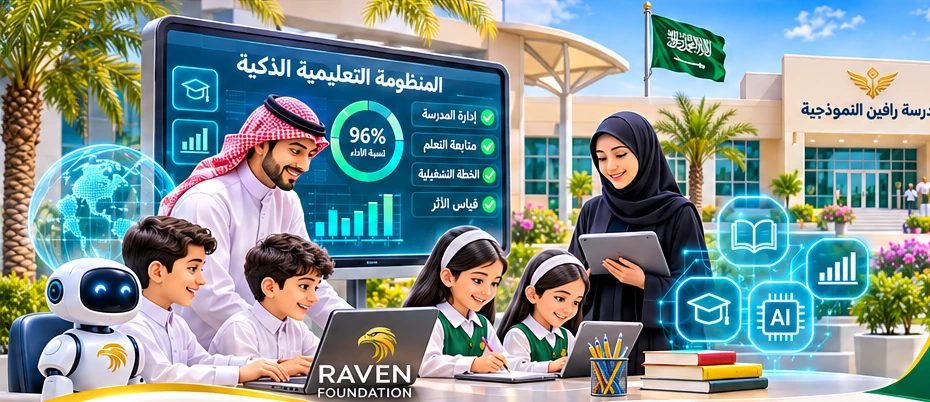 المنظومة التعليمية الذكية
96%
نسبة الأداء
إدارة المدرسة
متابعة التعلم
الخطة التشغيلية
قياس الأثر
رافين النموذجية
AI
RAVEN
FOUNDATION